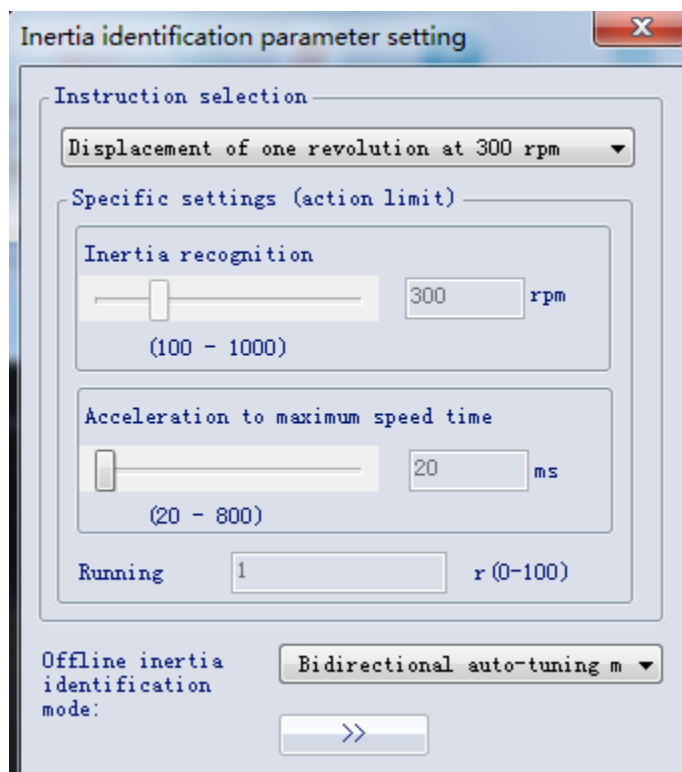 Inertia identification parameter setting
Instruction selection
Displacement of one revolution at 300 rpm
Specific settings (action limit)
Inertia recognition
300 rpm
(100 - 1000)
Acceleration to maximum speed time
20 ms
(20 - 800)
Running 1 r(0-100)
Offline inertia
identification
mode:
Bidirectional auto-tuning m
>>